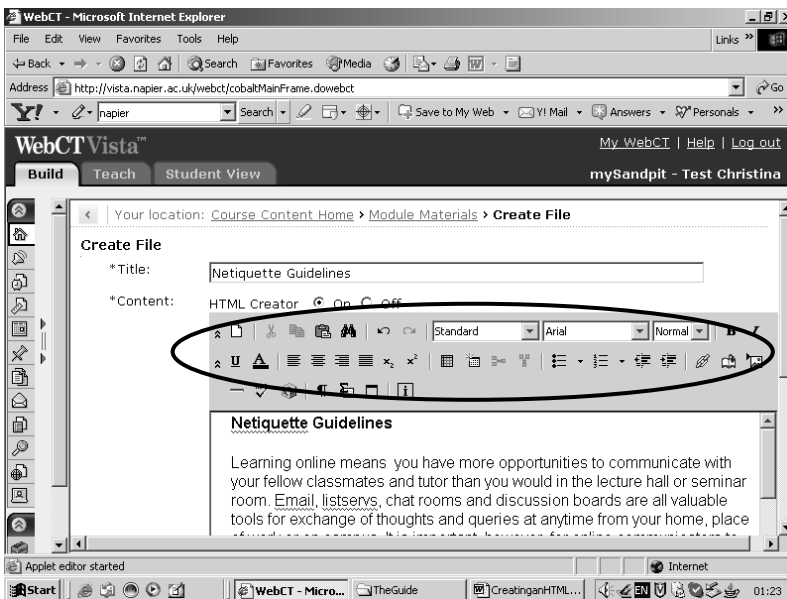 WebCT - Microsoft Internet Explorer
File Edit View Favorites Tools Help Links »
Back Search Favorites Media
Address http://vista.napier.ac.uk/webct/cobaltMainFrame.dowebct Go
Y! napier Search Save to My Web Y! Mail Answers Personals »
WebCT Vista™ My WebCT | Help | Log out
Build Teach Student View mySandpit - Test Christina
Your location: Course Content Home › Module Materials › Create File
Create File
*Title: Netiquette Guidelines
*Content: HTML Creator On Off
Standard Arial Normal B I
U A x₂ x²
Netiquette Guidelines
Learning online means you have more opportunities to communicate with
your fellow classmates and tutor than you would in the lecture hall or seminar
room. Email, listservs, chat rooms and discussion boards are all valuable
tools for exchange of thoughts and queries at anytime from your home, place
Applet editor started Internet
Start WebCT - Micro... TheGuide CreatinganHTML... EN 01:23